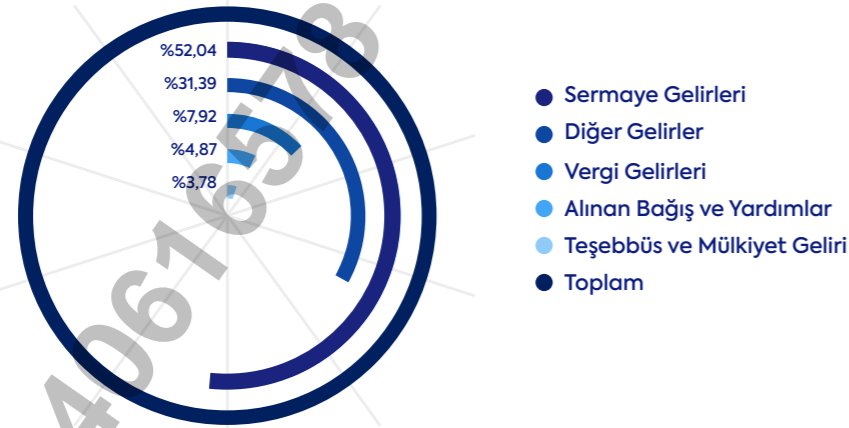 %52,04
%31,39
%7,92
%4,87
%3,78
Sermaye Gelirleri
Diğer Gelirler
Vergi Gelirleri
Alınan Bağış ve Yardımlar
Teşebbüs ve Mülkiyet Geliri
Toplam
406165778